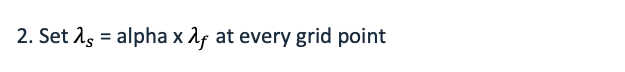 2. Set λs = alpha x λf at every grid point